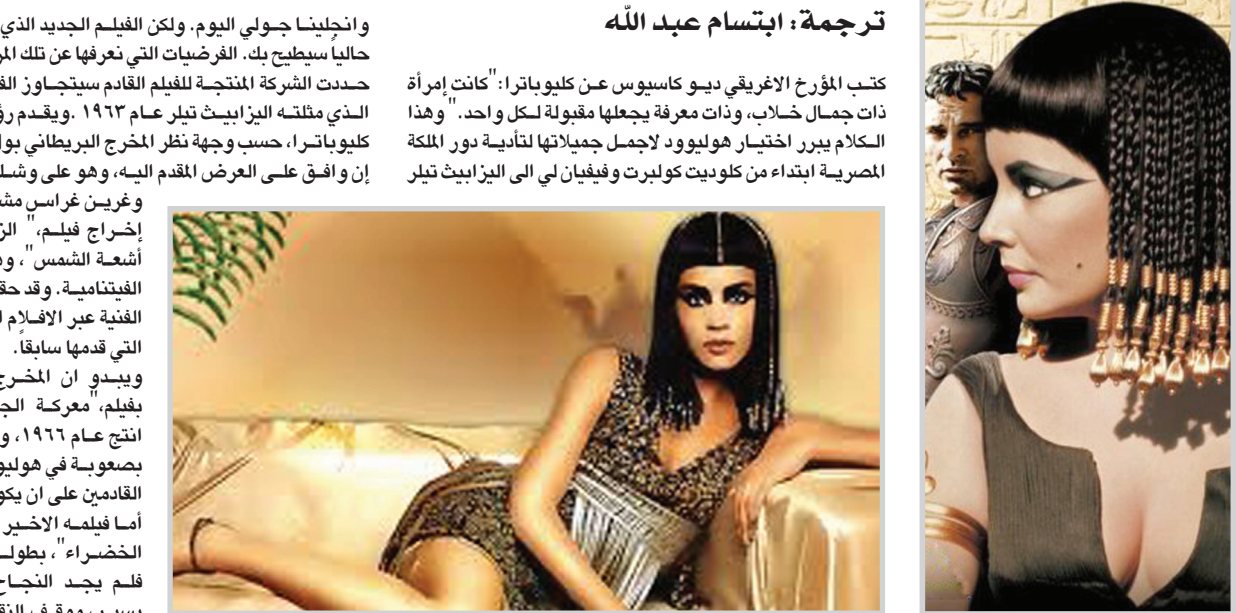 ترجمة: ابتسام عبد الله
كتب المؤرخ الاغريقي ديو كاسيوس عن كليوباترا: "كانت إمرأة
ذات جمال خلاب، وذات معرفة يجعلها مقبولة لكل واحد." وهذا
الكلام يبرر اختيار هوليوود لاجمل جميلاتها لتأدية دور الملكة
المصرية ابتداء من كلوديت كولبرت وفيفيان لي الى اليزابيث تيلر
وانجلينا جولي اليوم. ولكن الفيلم الجديد الذي
حالياً سيطيح بك. الفرضيات التي نعرفها عن تلك
حددت الشركة المنتجة للفيلم القادم سيتجاوز
الذي مثلته اليزابيث تيلر عام ١٩٦٣ .ويقدم
كليوباترا، حسب وجهة نظر المخرج البريطاني
إن وافق على العرض المقدم اليه، وهو على
وغرين غراس
إخراج فيلم،"
أشعة الشمس"،
الفيتنامية. وقد
الفنية عبر الافلام
التي قدمها سابقاً.
ويبدو ان المخرج
بفيلم،"معركة
انتج عام ١٩٦٦،
بصعوبة في
القادمين على ان
أما فيلمه الاخير
الخضراء"،
فلم يجد النجاح